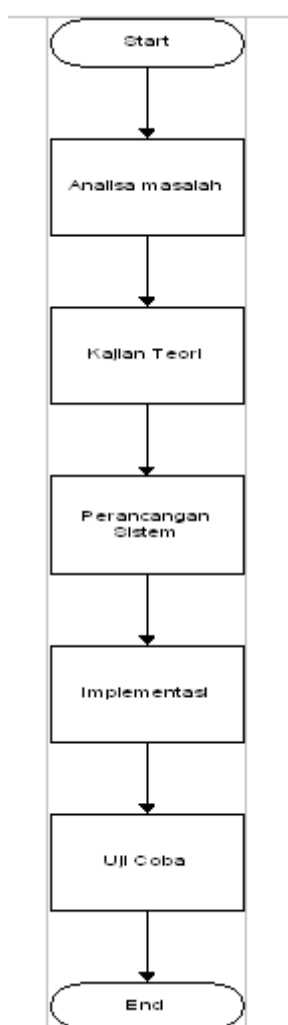 Start
Analisa masalah
Kajian Teori
Perancangan
Sistem
Implementasi
Uji Coba
End